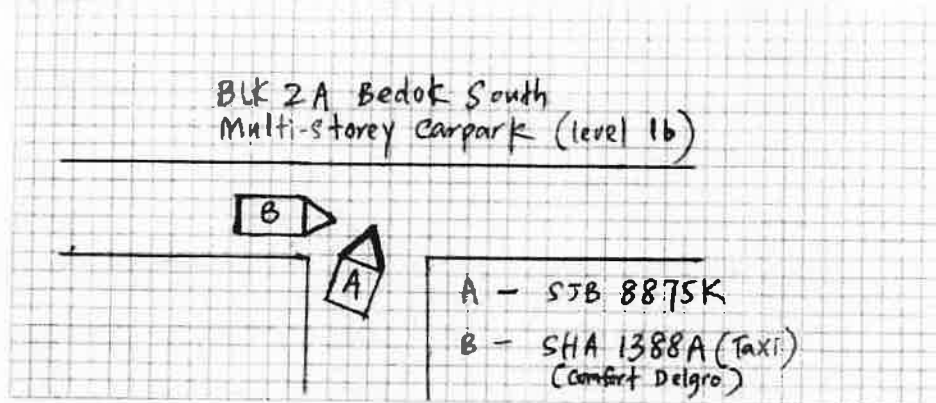 BLK 2A Bedok South
Multi-storey Carpark (level 1b)
B
A
A - SJB 8875K
B - SHA 1388A (Taxi)
(Comfort Delgro)